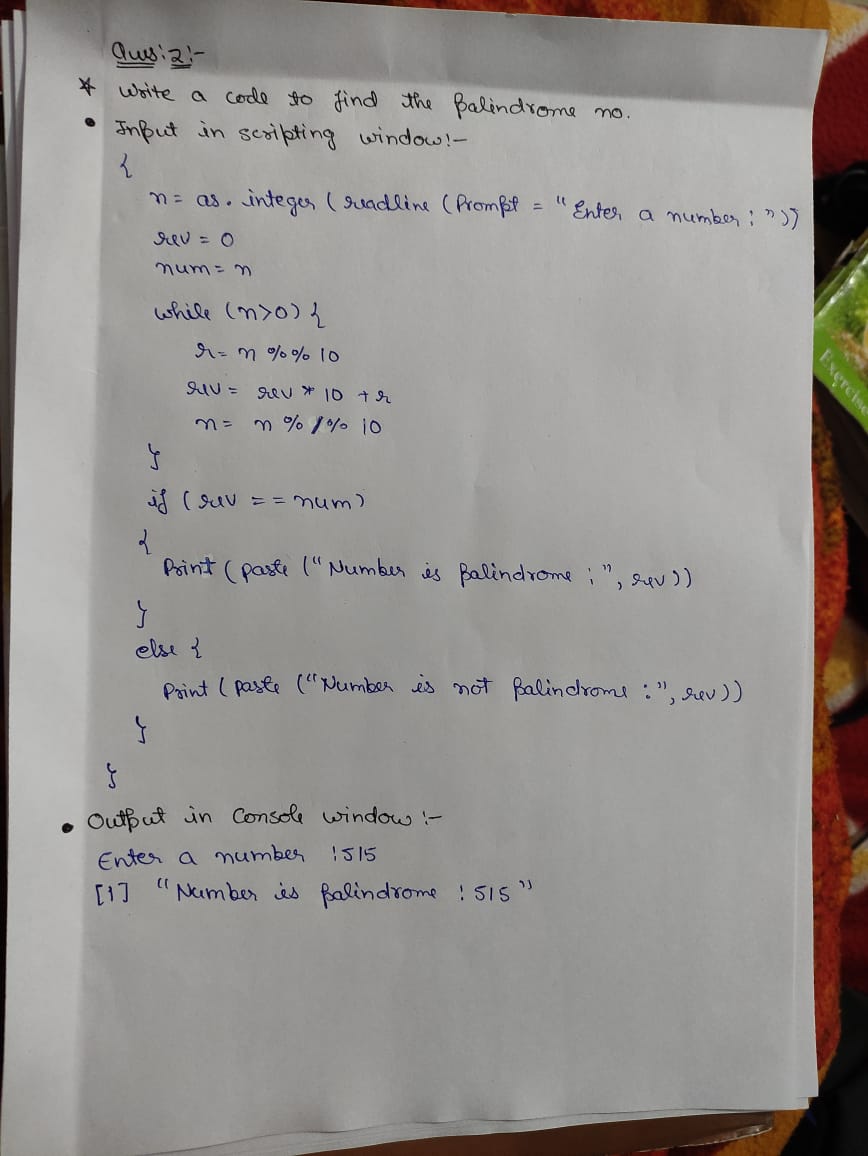 Ques:2:-
* Write a code to find the Palindrome no.
• Input in scripting window:-
{
n = as.integer (readline (Prompt = "Enter a number : "))
rev = 0
num = n
while (n>0) {
r = n %% 10
rev = rev * 10 + r
n = n %/% 10
}
if (rev == num)
{
Print (paste ("Number is Palindrome :", rev))
}
else {
Print (paste ("Number is not Palindrome :", rev))
}
}
• Output in Console window :-
Enter a number :515
[1] "Number is Palindrome : 515"
Exercise